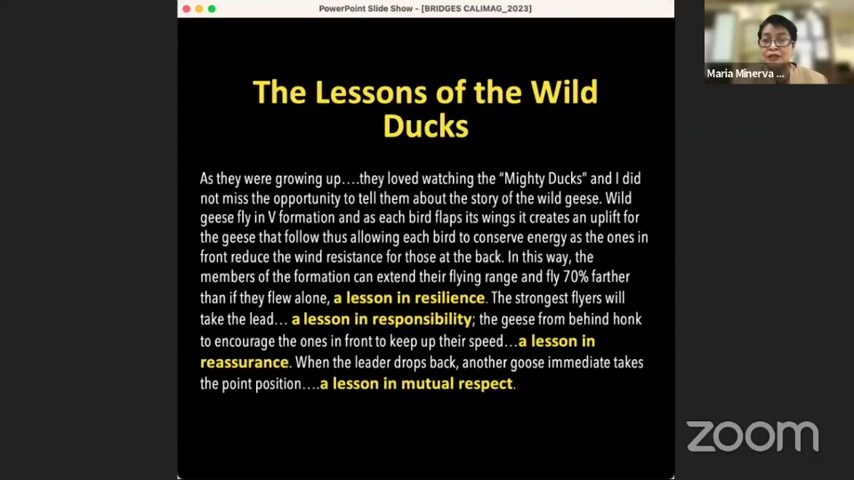 PowerPoint Slide Show - [BRIDGES CALIMAG_2023]
Maria Minerva ...
The Lessons of the Wild
Ducks
As they were growing up....they loved watching the "Mighty Ducks" and I did
not miss the opportunity to tell them about the story of the wild geese. Wild
geese fly in V formation and as each bird flaps its wings it creates an uplift for
the geese that follow thus allowing each bird to conserve energy as the ones in
front reduce the wind resistance for those at the back. In this way, the
members of the formation can extend their flying range and fly 70% farther
than if they flew alone, a lesson in resilience. The strongest flyers will
take the lead... a lesson in responsibility; the geese from behind honk
to encourage the ones in front to keep up their speed...a lesson in
reassurance. When the leader drops back, another goose immediate takes
the point position....a lesson in mutual respect.
zoom